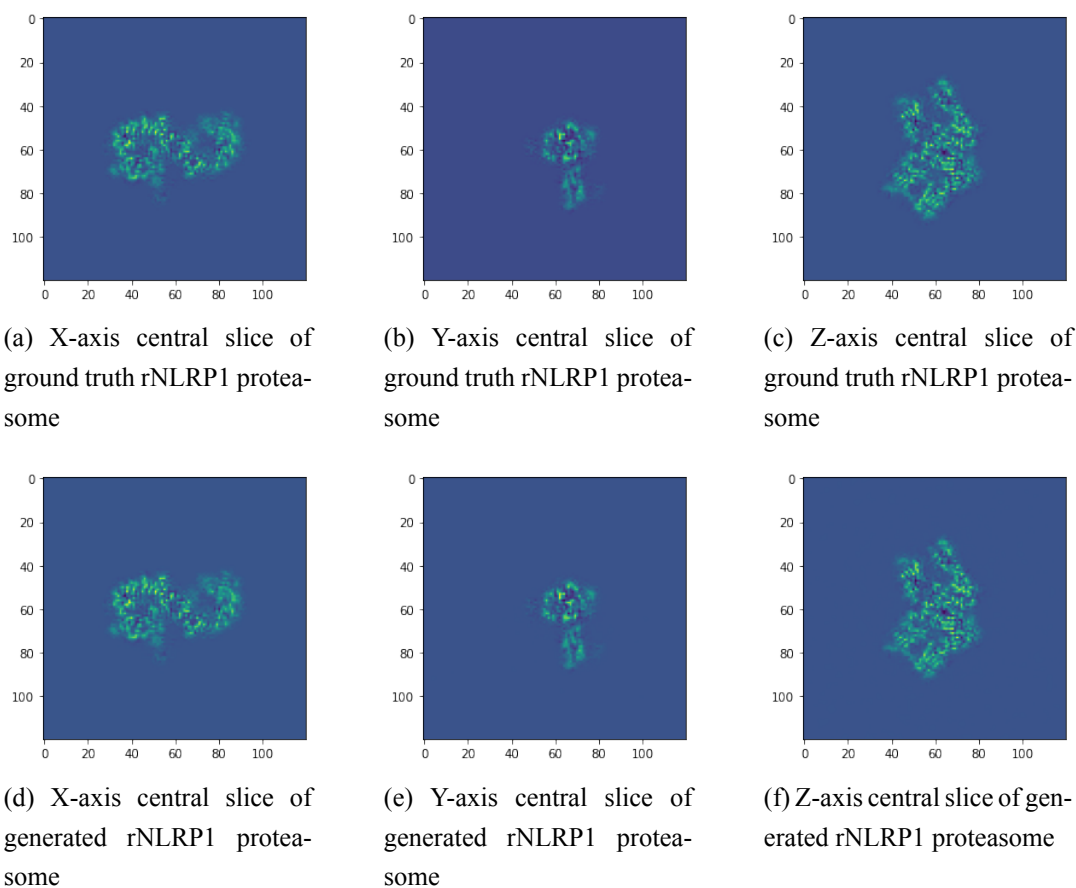 0
20
40
60
80
100
0 20 40 60 80 100
0
20
40
60
80
100
0 20 40 60 80 100
0
20
40
60
80
100
0 20 40 60 80 100
(a) X-axis central slice of
ground truth rNLRP1 protea-
some
(b) Y-axis central slice of
ground truth rNLRP1 protea-
some
(c) Z-axis central slice of
ground truth rNLRP1 protea-
some
0
20
40
60
80
100
0 20 40 60 80 100
0
20
40
60
80
100
0 20 40 60 80 100
0
20
40
60
80
100
0 20 40 60 80 100
(d) X-axis central slice of
generated rNLRP1 protea-
some
(e) Y-axis central slice of
generated rNLRP1 protea-
some
(f) Z-axis central slice of gen-
erated rNLRP1 proteasome